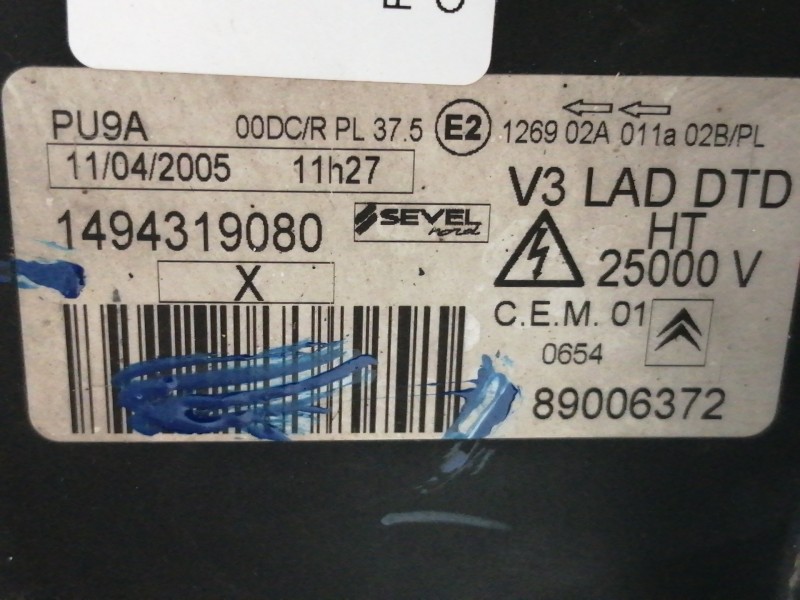 PU9A 00DC/R PL 37.5 E2 1269 02A 011a 02B/PL
11/04/2005 11h27
V3 LAD DTD
1494319080 SEVEL nord HT
25000 V
X
C.E.M. 01
0654
89006372